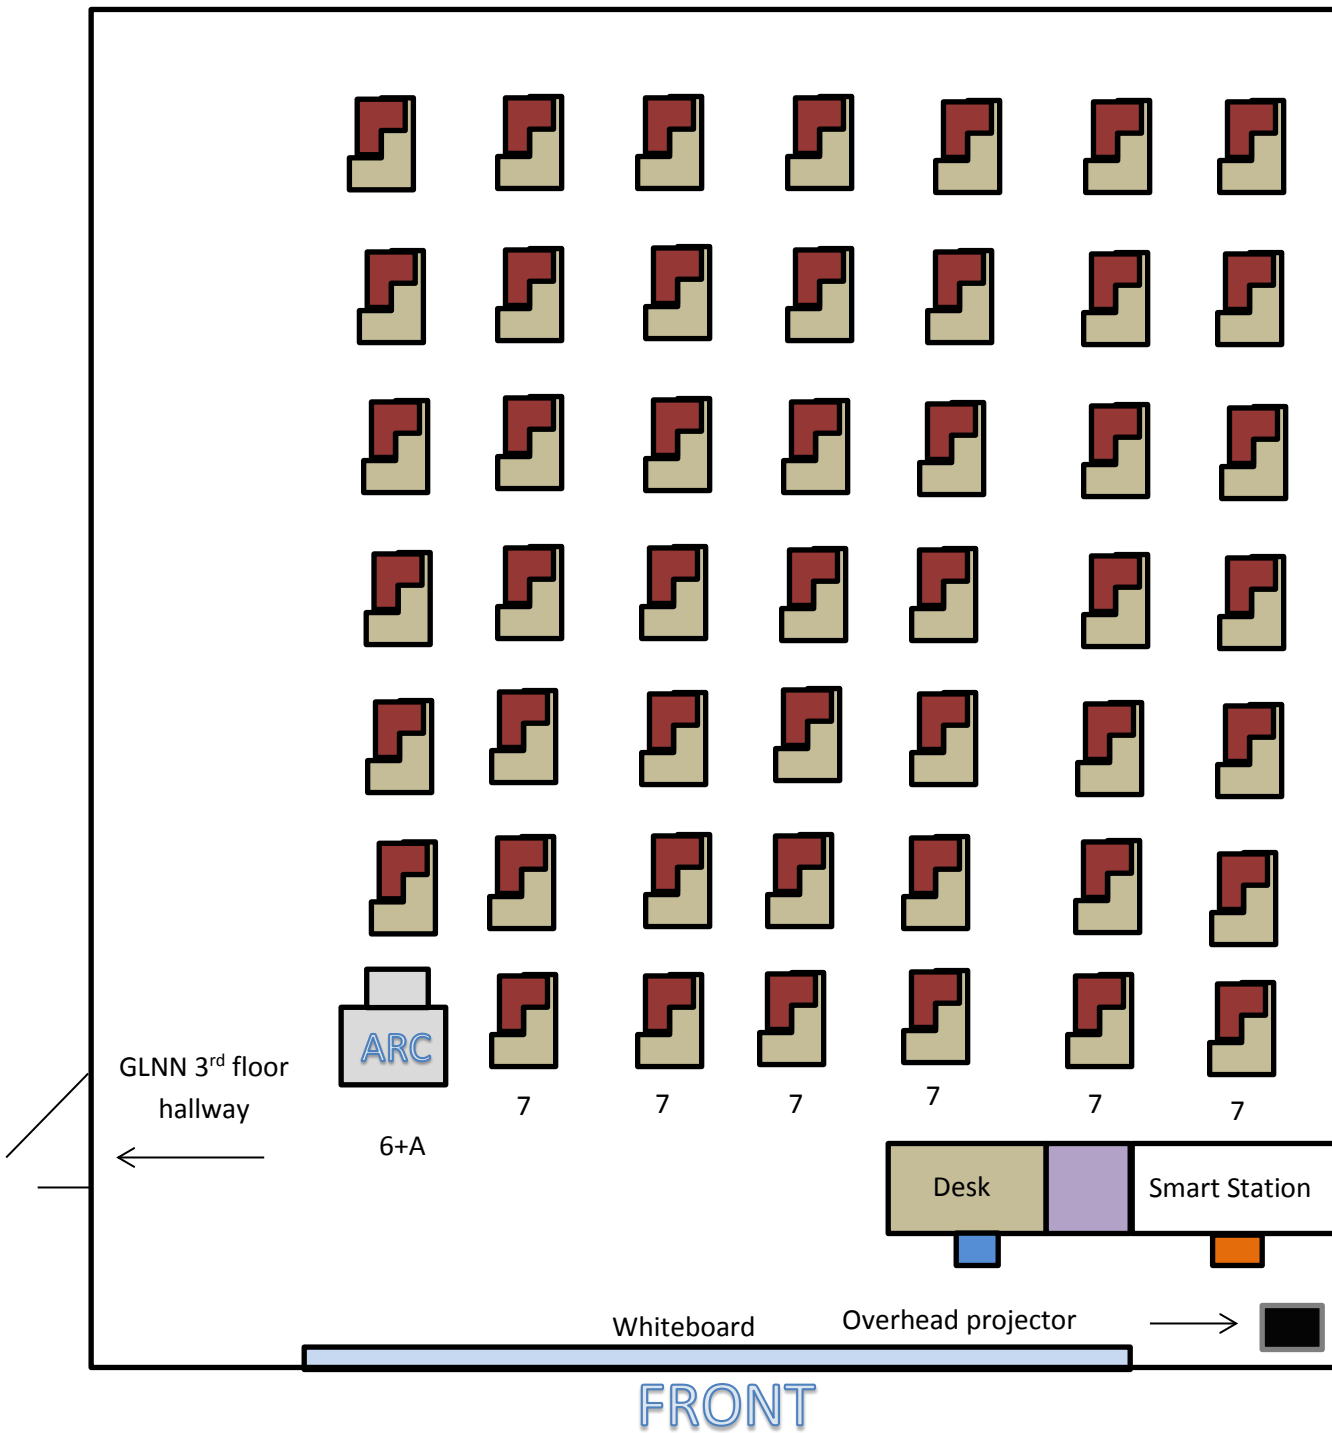 ARC
GLNN 3rd floor
hallway
6+A
7
7
7
7
7
7
Desk
Smart Station
Whiteboard
Overhead projector
FRONT